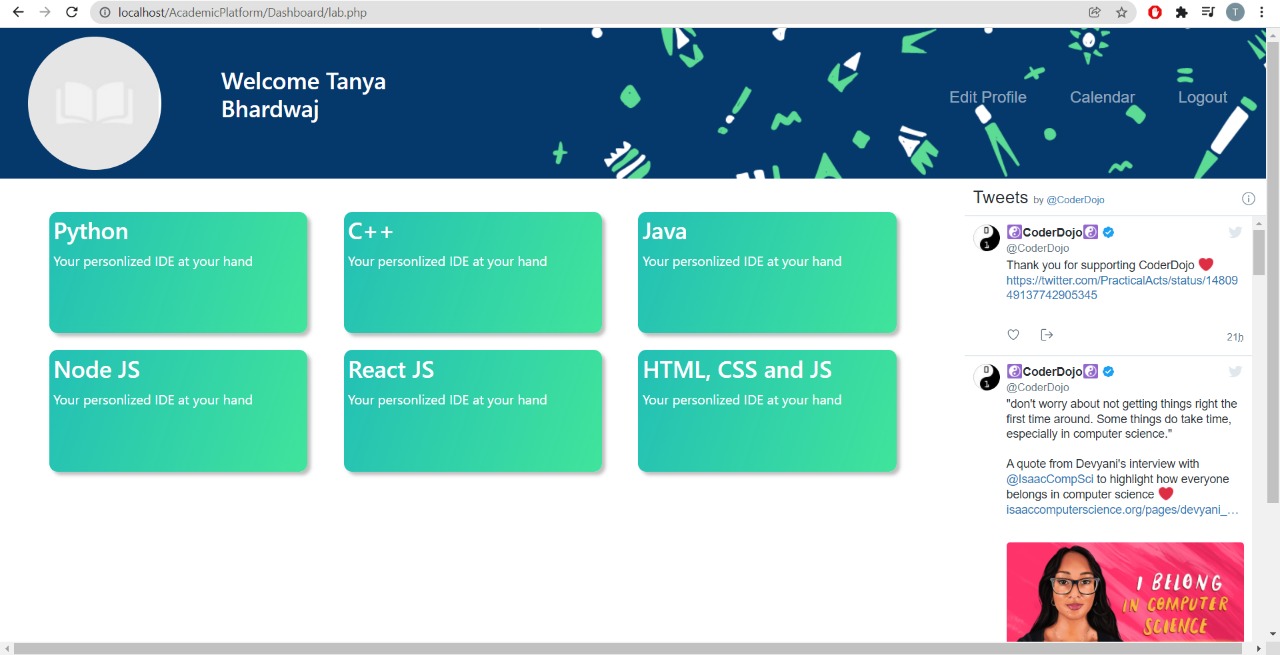 localhost/AcademicPlatform/Dashboard/lab.php
T
Welcome Tanya
Bhardwaj
Edit Profile
Calendar
Logout
Python
Your personlized IDE at your hand
C++
Your personlized IDE at your hand
Java
Your personlized IDE at your hand
Node JS
Your personlized IDE at your hand
React JS
Your personlized IDE at your hand
HTML, CSS and JS
Your personlized IDE at your hand
Tweets by @CoderDojo
☯️CoderDojo☯️
@CoderDojo
Thank you for supporting CoderDojo ❤️
https://twitter.com/PracticalActs/status/14809
49137742905345
21h
☯️CoderDojo☯️
@CoderDojo
"don't worry about not getting things right the
first time around. Some things do take time,
especially in computer science."
A quote from Devyani's interview with
@IsaacCompSci to highlight how everyone
belongs in computer science ❤️
isaaccomputerscience.org/pages/devyani_…
I BELONG
IN COMPUTER
SCIENCE